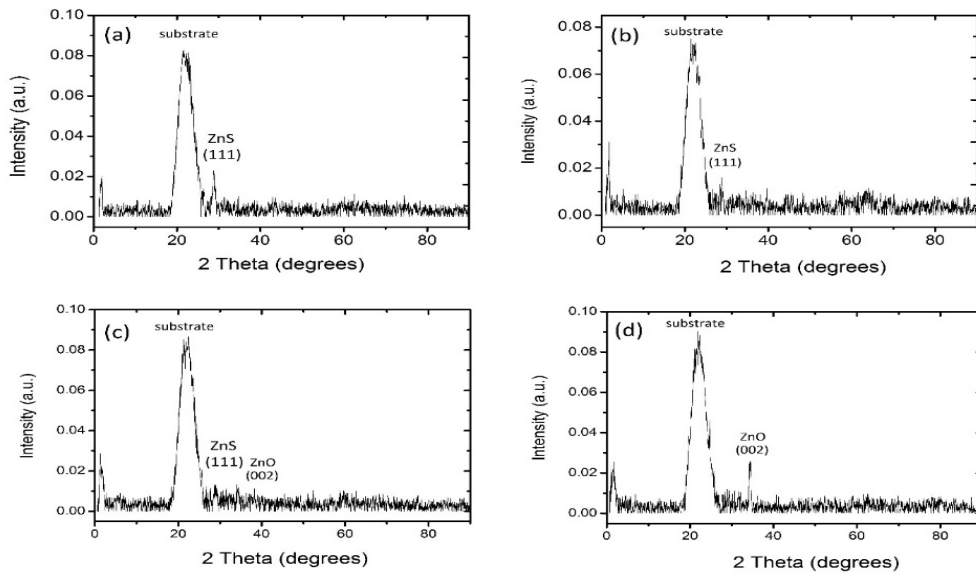 (a)
substrate
ZnS
(111)
Intensity (a.u.)
0.10
0.08
0.06
0.04
0.02
0.00
0
20
40
60
80
2 Theta (degrees)
(b)
substrate
ZnS
(111)
Intensity (a.u.)
0.10
0.08
0.06
0.04
0.02
0.00
0
20
40
60
80
2 Theta (degrees)
(c)
substrate
ZnS
(111)
ZnO
(002)
Intensity (a.u.)
0.10
0.08
0.06
0.04
0.02
0.00
0
20
40
60
80
2 Theta (degrees)
(d)
substrate
ZnO
(002)
Intensity (a.u.)
0.10
0.08
0.06
0.04
0.02
0.00
0
20
40
60
80
2 Theta (degrees)